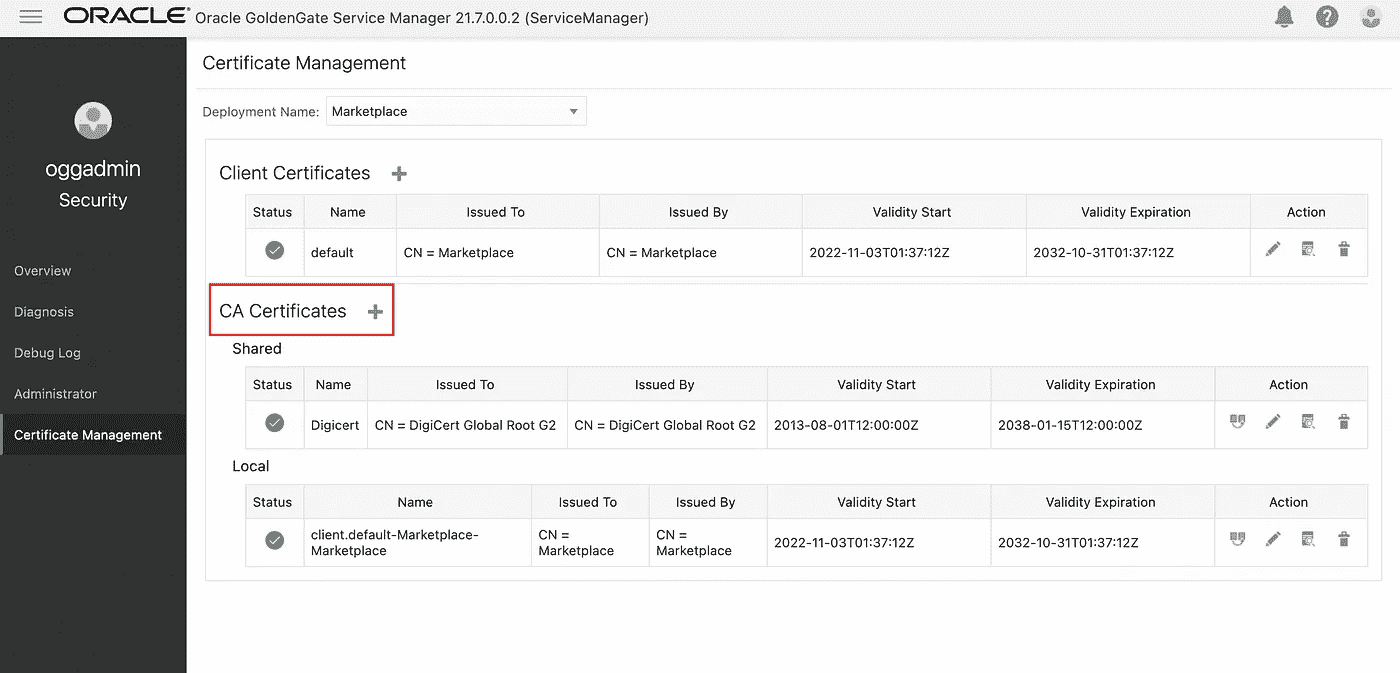 ORACLE® Oracle GoldenGate Service Manager 21.7.0.0.2 (ServiceManager)
oggadmin
Security
Overview
Diagnosis
Debug Log
Administrator
Certificate Management
Certificate Management
Deployment Name: Marketplace
Client Certificates
Status Name Issued To Issued By Validity Start Validity Expiration Action
default CN = Marketplace CN = Marketplace 2022-11-03T01:37:12Z 2032-10-31T01:37:12Z
CA Certificates
Shared
Status Name Issued To Issued By Validity Start Validity Expiration Action
Digicert CN = DigiCert Global Root G2 CN = DigiCert Global Root G2 2013-08-01T12:00:00Z 2038-01-15T12:00:00Z
Local
Status Name Issued To Issued By Validity Start Validity Expiration Action
client.default-Marketplace- CN = CN =
Marketplace Marketplace Marketplace 2022-11-03T01:37:12Z 2032-10-31T01:37:12Z